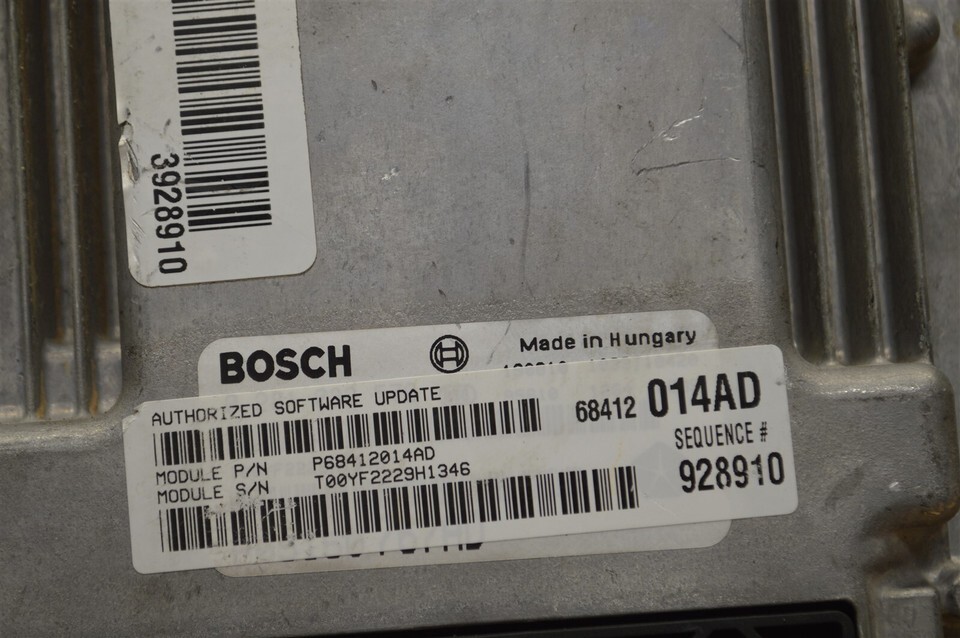 3928910
BOSCH
Made in Hungary
AUTHORIZED SOFTWARE UPDATE
68412 014AD
SEQUENCE #
928910
MODULE P/N P68412014AD
MODULE S/N T00YF2229H1346